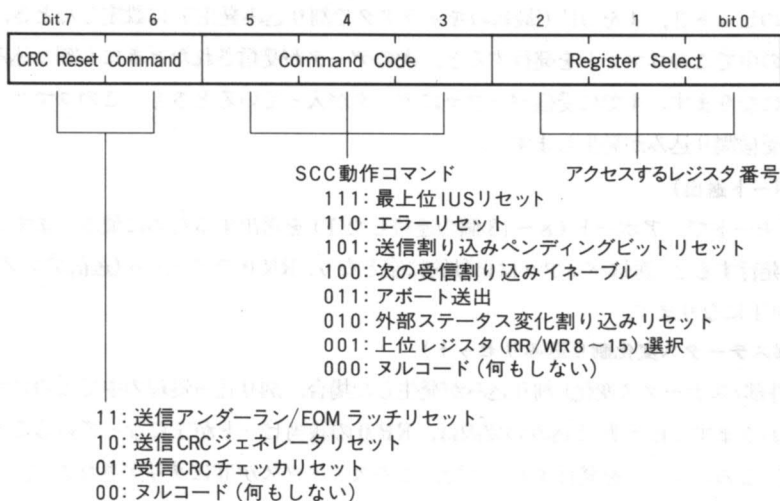 bit 7 6 5 4 3 2 1 bit 0
CRC Reset Command Command Code Register Select
SCC動作コマンド アクセスするレジスタ番号
111: 最上位IUSリセット
110: エラーリセット
101: 送信割り込みペンディングビットリセット
100: 次の受信割り込みイネーブル
011: アボート送出
010: 外部ステータス変化割り込みリセット
001: 上位レジスタ(RR/WR8~15)選択
000: ヌルコード(何もしない)
11: 送信アンダーラン/EOMラッチリセット
10: 送信CRCジェネレータリセット
01: 受信CRCチェッカリセット
00: ヌルコード(何もしない)